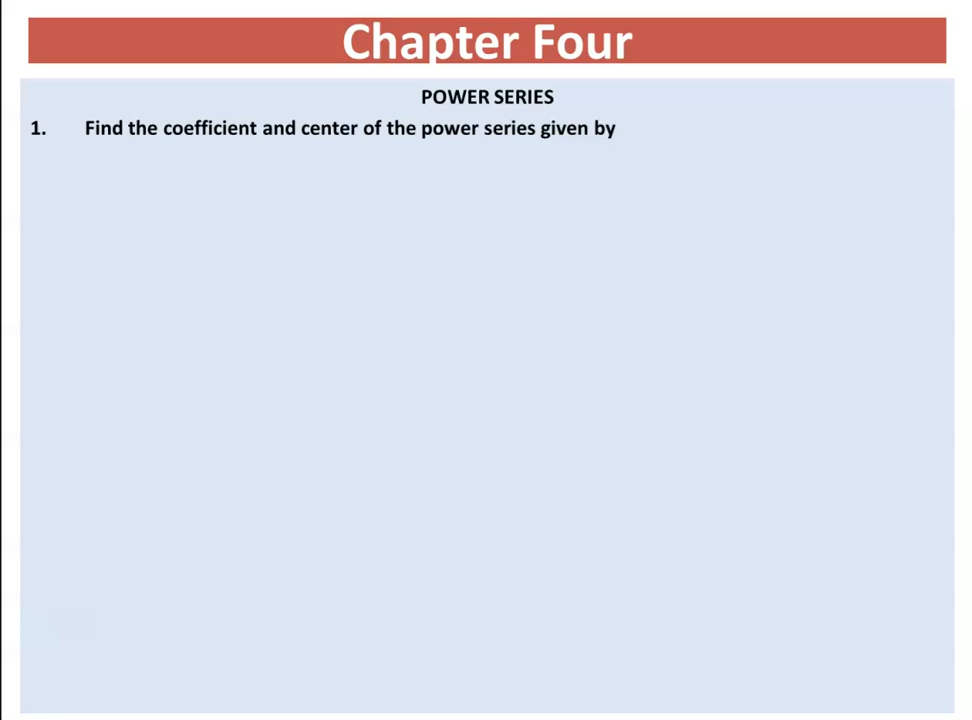 Chapter Four
POWER SERIES
1. Find the coefficient and center of the power series given by